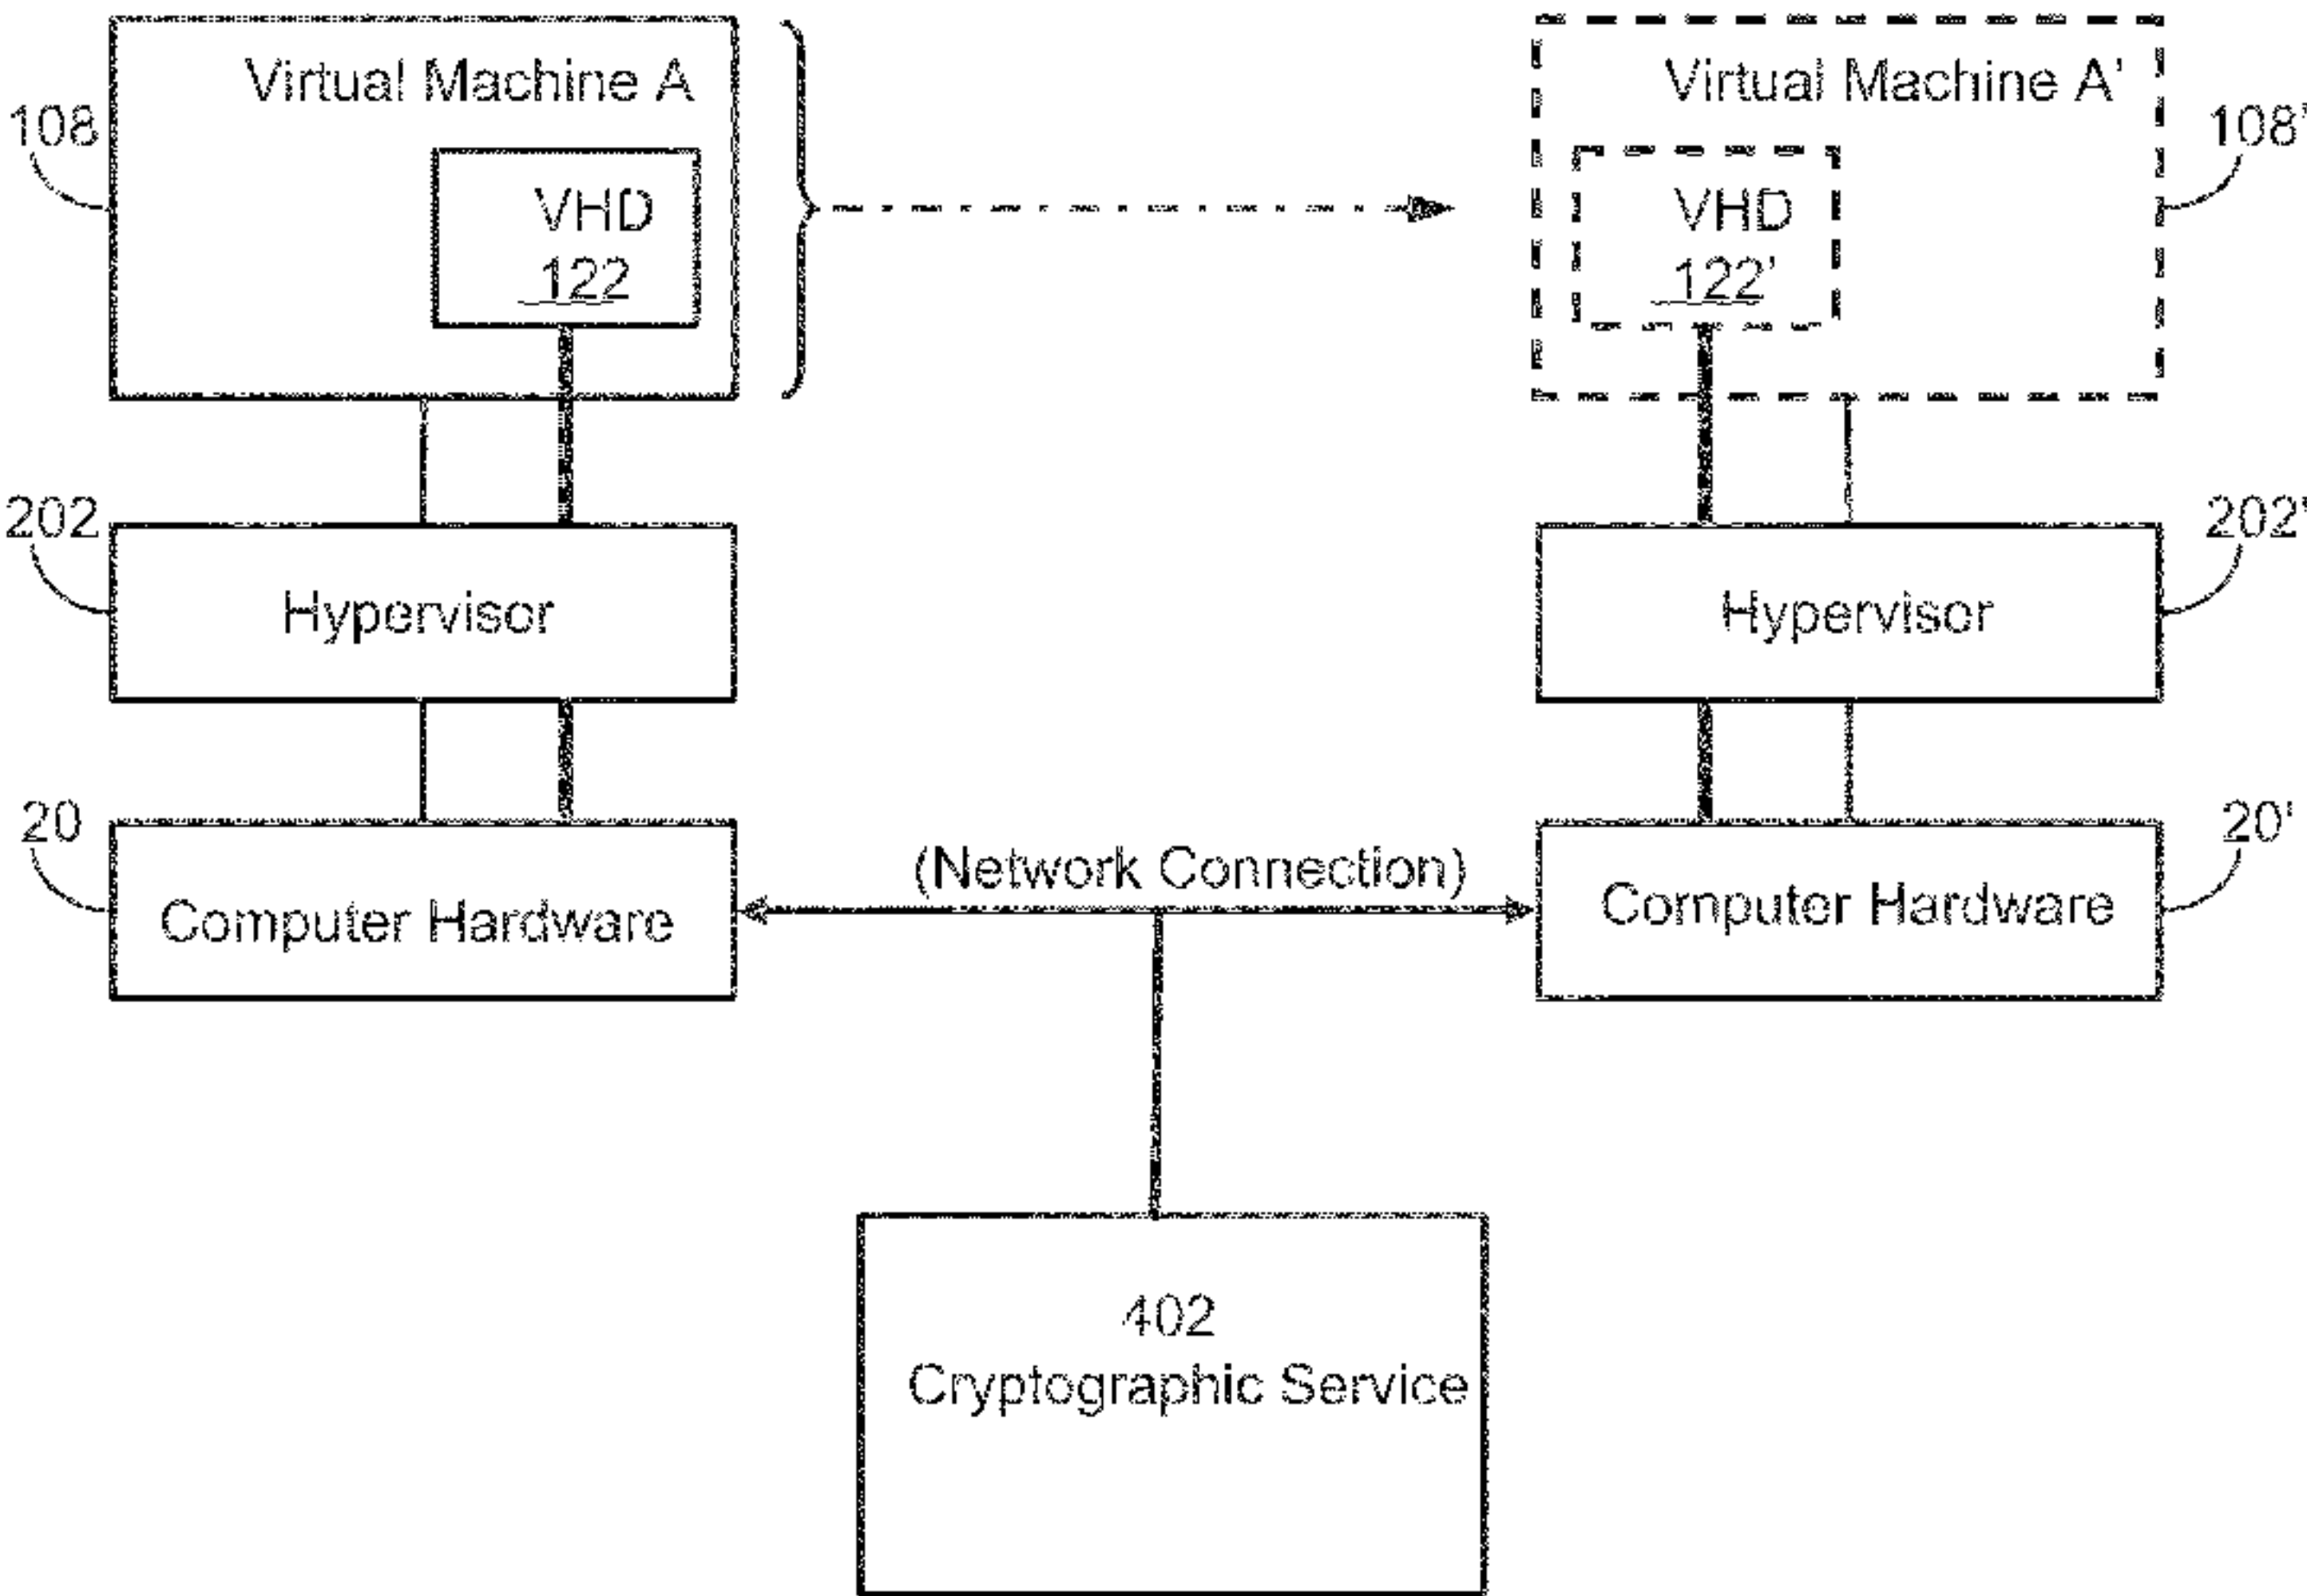 Virtual Machine A
108
VHD
122
Virtual Machine A'
108'
VHD
122'
202
Hypervisor
202'
Hypervisor
20
Computer Hardware
(Network Connection)
20'
Computer Hardware
402
Cryptographic Service